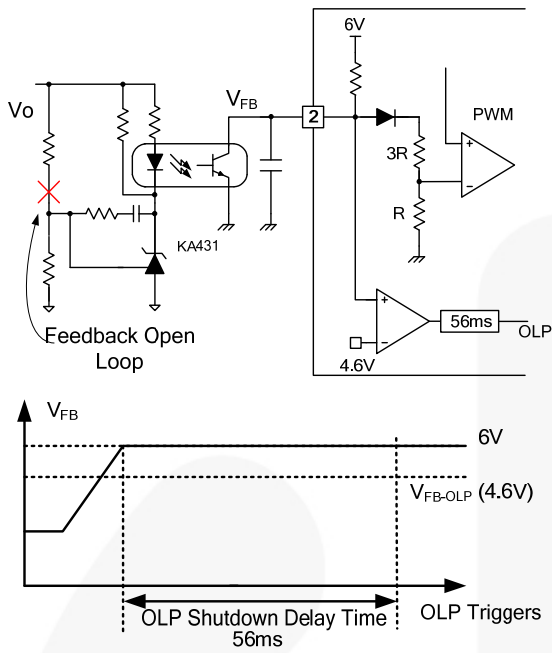 6V
Vo
VFB
2
PWM
3R
R
KA431
Feedback Open
Loop
56ms
OLP
4.6V
VFB
6V
VFB-OLP (4.6V)
OLP Shutdown Delay Time
56ms
OLP Triggers